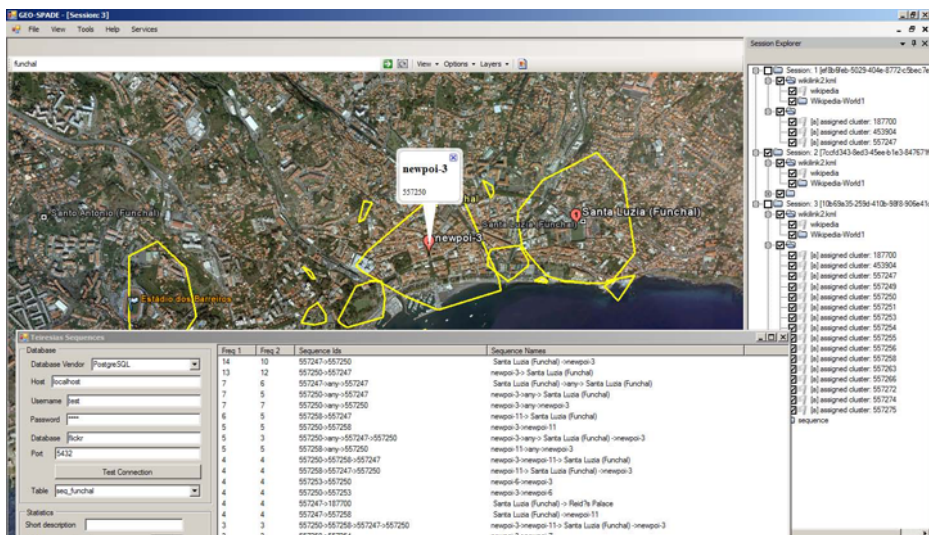 GEO-SPADE - [Session: 3]
File View Tools Help Services
funchal
View Options Layers
Session Explorer
Session: 1
wikilink2.kml
wikipedia
Wikipedia-World1
[a] assigned cluster: 187700
[a] assigned cluster: 453904
[a] assigned cluster: 557247
Session: 2
wikilink2.kml
wikipedia
Wikipedia-World1
Session: 3
wikilink2.kml
wikipedia
Wikipedia-World1
[a] assigned cluster: 187700
[a] assigned cluster: 453904
[a] assigned cluster: 557247
[a] assigned cluster: 557249
[a] assigned cluster: 557250
[a] assigned cluster: 557251
[a] assigned cluster: 557253
[a] assigned cluster: 557254
[a] assigned cluster: 557255
[a] assigned cluster: 557256
[a] assigned cluster: 557258
[a] assigned cluster: 557263
[a] assigned cluster: 557266
[a] assigned cluster: 557272
[a] assigned cluster: 557274
[a] assigned cluster: 557275
sequence
newpoi-3
557250
Santo António (Funchal)
Santa Luzia (Funchal)
Santa Luzia (Funchal)
newpoi-3
Estádio dos Barreiros
Teiresias Sequences
Database
Database Vendor PostgreSQL
Host localhost
Username test
Password ****
Database flickr
Port 5432
Test Connection
Table seq_funchal
Statistics
Short description
Freq 1 Freq 2 Sequence Ids Sequence Names
14 10 557247->557250 Santa Luzia (Funchal) ->newpoi-3
13 12 557250->557247 newpoi-3-> Santa Luzia (Funchal)
7 6 557247->any->557247 Santa Luzia (Funchal) ->any-> Santa Luzia (Funchal)
7 5 557250->any->557247 newpoi-3->any-> Santa Luzia (Funchal)
7 7 557250->any->557250 newpoi-3->any->newpoi-3
6 5 557258->557247 newpoi-11-> Santa Luzia (Funchal)
5 5 557250->557258 newpoi-3->newpoi-11
5 3 557250->any->557247->557250 newpoi-3->any-> Santa Luzia (Funchal) ->newpoi-3
5 5 557258->any->557250 newpoi-11->any->newpoi-3
4 4 557250->557258->557247 newpoi-3->newpoi-11-> Santa Luzia (Funchal)
4 4 557258->557247->557250 newpoi-11-> Santa Luzia (Funchal) ->newpoi-3
4 4 557253->557250 newpoi-6->newpoi-3
4 4 557250->557253 newpoi-3->newpoi-6
4 4 557247->187700 Santa Luzia (Funchal) -> Reid?s Palace
4 4 557247->557258 Santa Luzia (Funchal) ->newpoi-11
3 3 557250->557258->557247->557250 newpoi-3->newpoi-11-> Santa Luzia (Funchal) ->newpoi-3